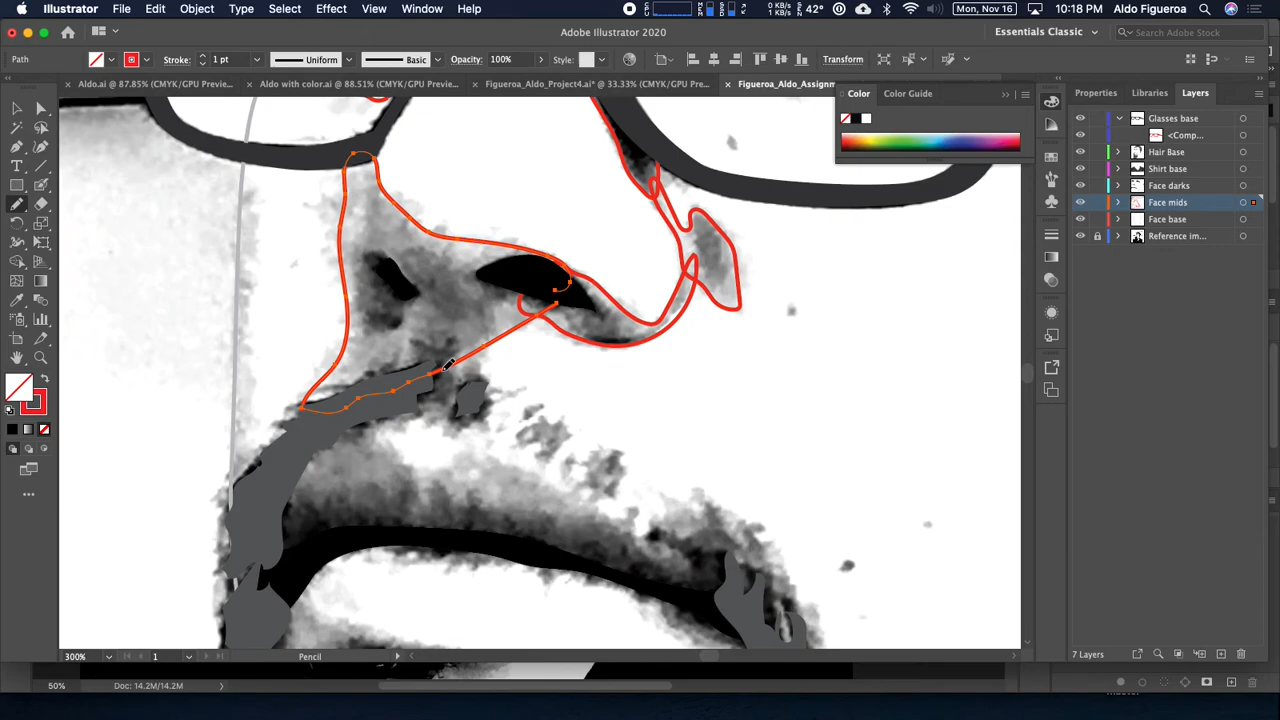 Illustrator File Edit Object Type Select Effect View Window Help 0 KB/s 0 KB/s 42° Mon, Nov 16 10:18 PM Aldo Figueroa
Adobe Illustrator 2020 Essentials Classic Search Adobe Stock
Path Stroke: 1 pt Uniform Basic Opacity: 100% Style: Transform
Aldo.ai @ 87.85% (CMYK/GPU Previe... Aldo with color.ai @ 88.51% (CMYK/GPU Previe... Figueroa_Aldo_Project4.ai* @ 33.33% (CMYK/GPU Pre... Figueroa_Aldo_Assignm
Color Color Guide
Properties Libraries Layers
Glasses base
<Comp...
Hair Base
Shirt base
Face darks
Face mids
Face base
Reference im...
300% 1 Pencil 7 Layers
50% Doc: 14.2M/14.2M